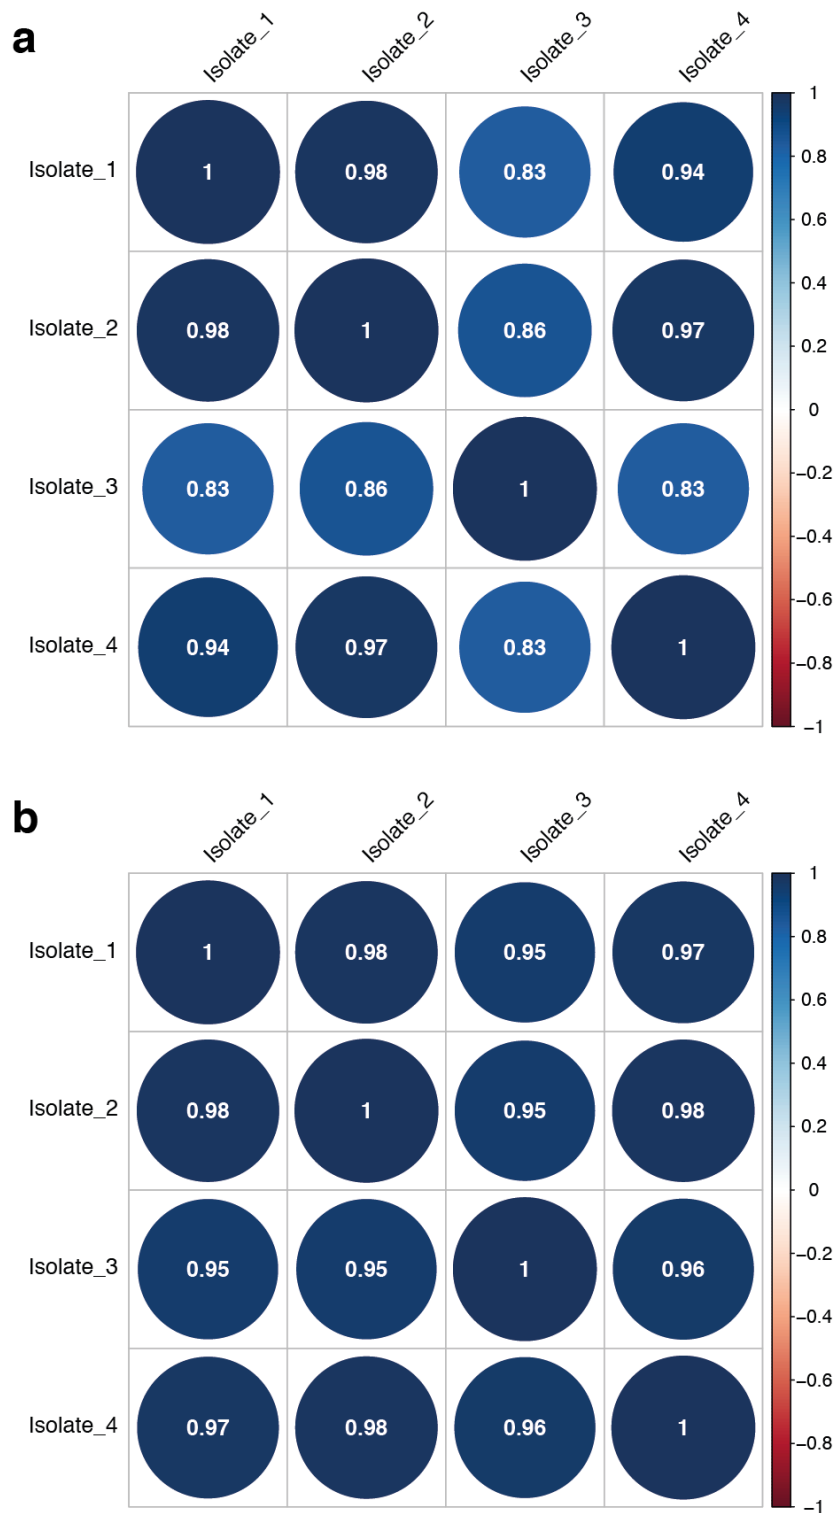 a
Isolate_1 Isolate_2 Isolate_3 Isolate_4
Isolate_1 1 0.98 0.83 0.94
Isolate_2 0.98 1 0.86 0.97
Isolate_3 0.83 0.86 1 0.83
Isolate_4 0.94 0.97 0.83 1
1
0.8
0.6
0.4
0.2
0
−0.2
−0.4
−0.6
−0.8
−1
b
Isolate_1 Isolate_2 Isolate_3 Isolate_4
Isolate_1 1 0.98 0.95 0.97
Isolate_2 0.98 1 0.95 0.98
Isolate_3 0.95 0.95 1 0.96
Isolate_4 0.97 0.98 0.96 1
1
0.8
0.6
0.4
0.2
0
−0.2
−0.4
−0.6
−0.8
−1